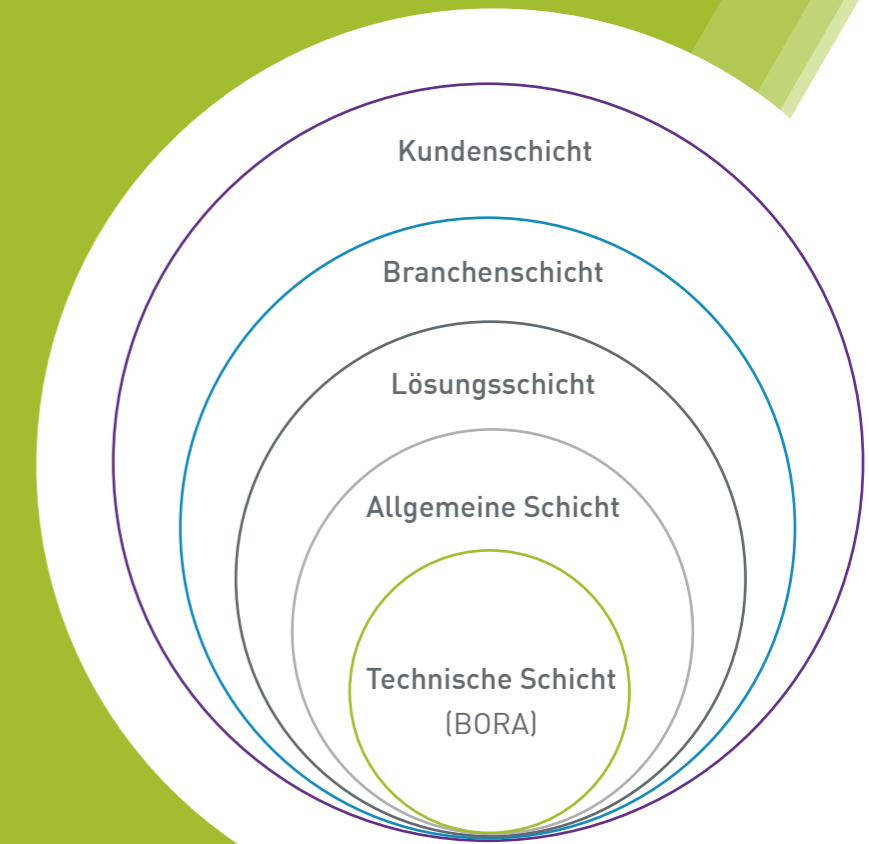 Kundenschicht
Branchenschicht
Lösungsschicht
Allgemeine Schicht
Technische Schicht
(BORA)